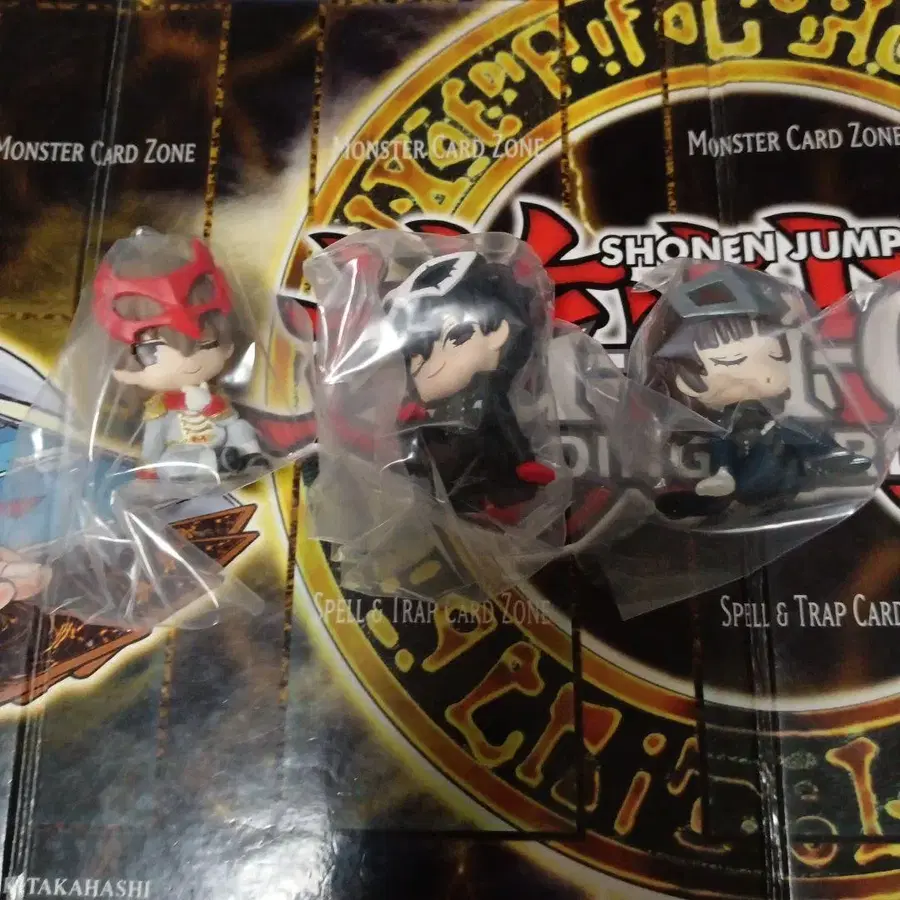 MONSTER CARD ZONE
MONSTER CARD ZONE
MONSTER CARD ZONE
SHONEN JUMP
SPELL & TRAP CARD ZONE
SPELL & TRAP CARD
TAKAHASHI